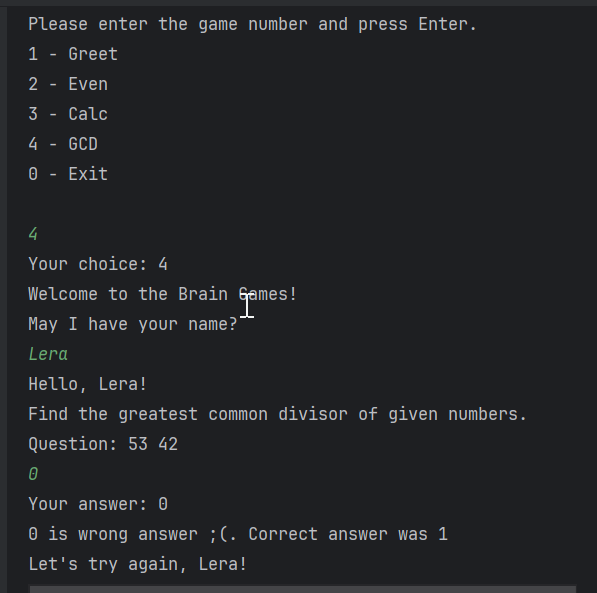 Please enter the game number and press Enter.
1 - Greet
2 - Even
3 - Calc
4 - GCD
0 - Exit
4
Your choice: 4
Welcome to the Brain Games!
May I have your name?
Lera
Hello, Lera!
Find the greatest common divisor of given numbers.
Question: 53 42
0
Your answer: 0
0 is wrong answer ;(. Correct answer was 1
Let's try again, Lera!